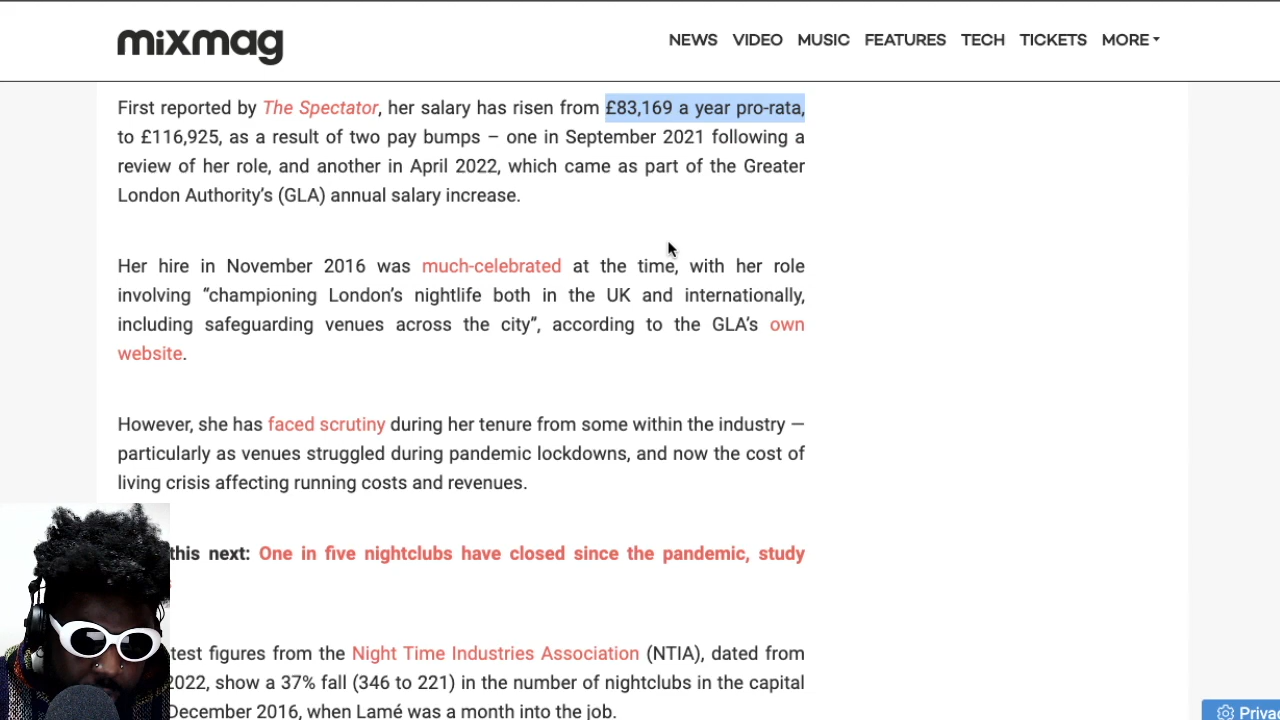 mixmag
NEWS VIDEO MUSIC FEATURES TECH TICKETS MORE
First reported by The Spectator, her salary has risen from £83,169 a year pro-rata,
to £116,925, as a result of two pay bumps – one in September 2021 following a
review of her role, and another in April 2022, which came as part of the Greater
London Authority's (GLA) annual salary increase.
Her hire in November 2016 was much-celebrated at the time, with her role
involving “championing London's nightlife both in the UK and internationally,
including safeguarding venues across the city”, according to the GLA's own
website.
However, she has faced scrutiny during her tenure from some within the industry —
particularly as venues struggled during pandemic lockdowns, and now the cost of
living crisis affecting running costs and revenues.
this next: One in five nightclubs have closed since the pandemic, study
test figures from the Night Time Industries Association (NTIA), dated from
2022, show a 37% fall (346 to 221) in the number of nightclubs in the capital
December 2016, when Lamé was a month into the job.